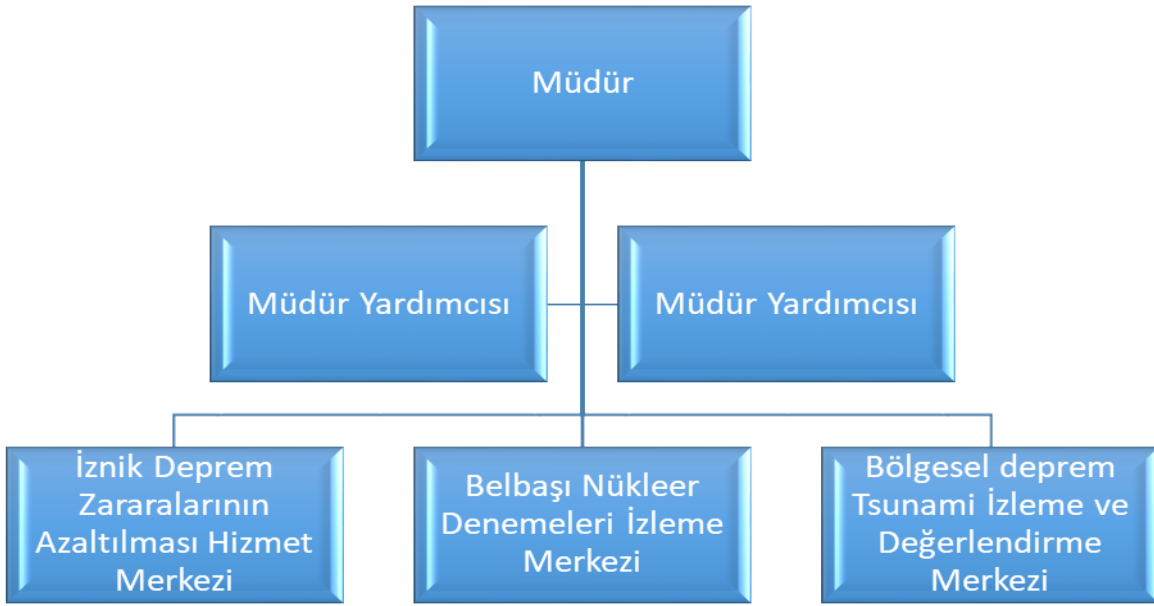 Müdür
Müdür Yardımcısı
Müdür Yardımcısı
İznik Deprem
Zararalarının
Azaltılması Hizmet
Merkezi
Belbaşı Nükleer
Denemeleri İzleme
Merkezi
Bölgesel deprem
Tsunami İzleme ve
Değerlendirme
Merkezi